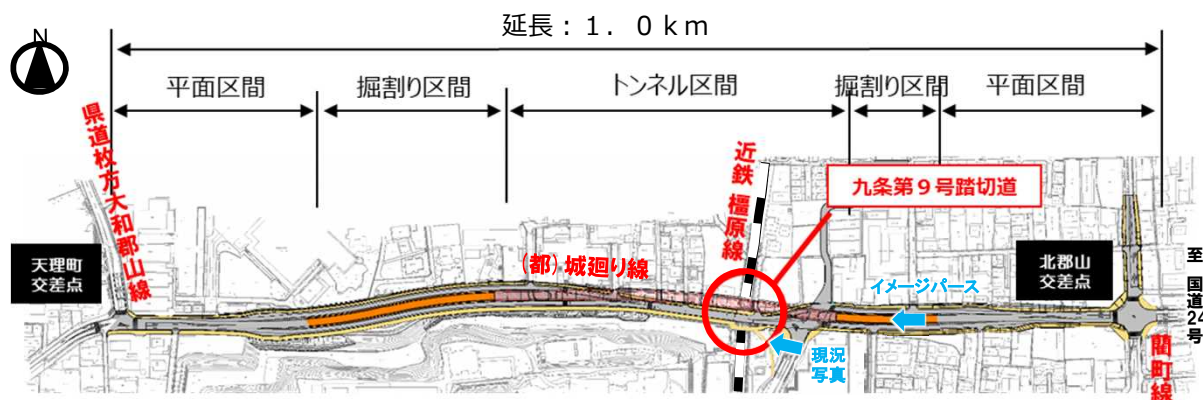 延長：１．０ｋｍ
N
平面区間
掘割り区間
トンネル区間
掘割り区間
平面区間
県道枚方大和郡山線
近鉄 橿原線
九条第９号踏切道
天理町
交差点
(都)城廻り線
イメージパース
北郡山
交差点
至 国道24号
現況
写真
藺町線